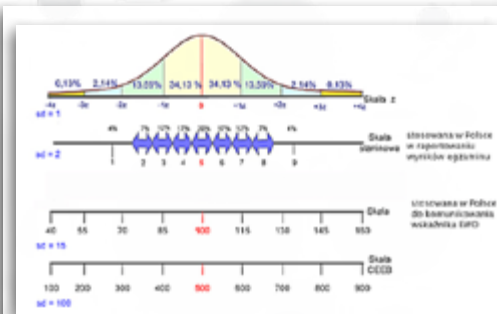 0,13% 2,14% 13,59% 34,13 % 34,13 % 13,59% 2,14% 0,13%
-4σ -3σ -2σ -1σ 0 +1σ +2σ +3σ +4σ
Skala z
sd = 1
4% 7% 12% 17% 20% 17% 12% 7% 4%
Skala
staninowa
stosowana w Polsce
w raportowaniu
wyników egzaminu
sd = 2
1 2 3 4 5 6 7 8 9
Skala
stosowana w Polsce
do komunikowania
wskaźnika EWD
40 55 70 85 100 115 130 145 160
sd = 15
Skala
CEEB
100 200 300 400 500 600 700 800 900
sd = 100